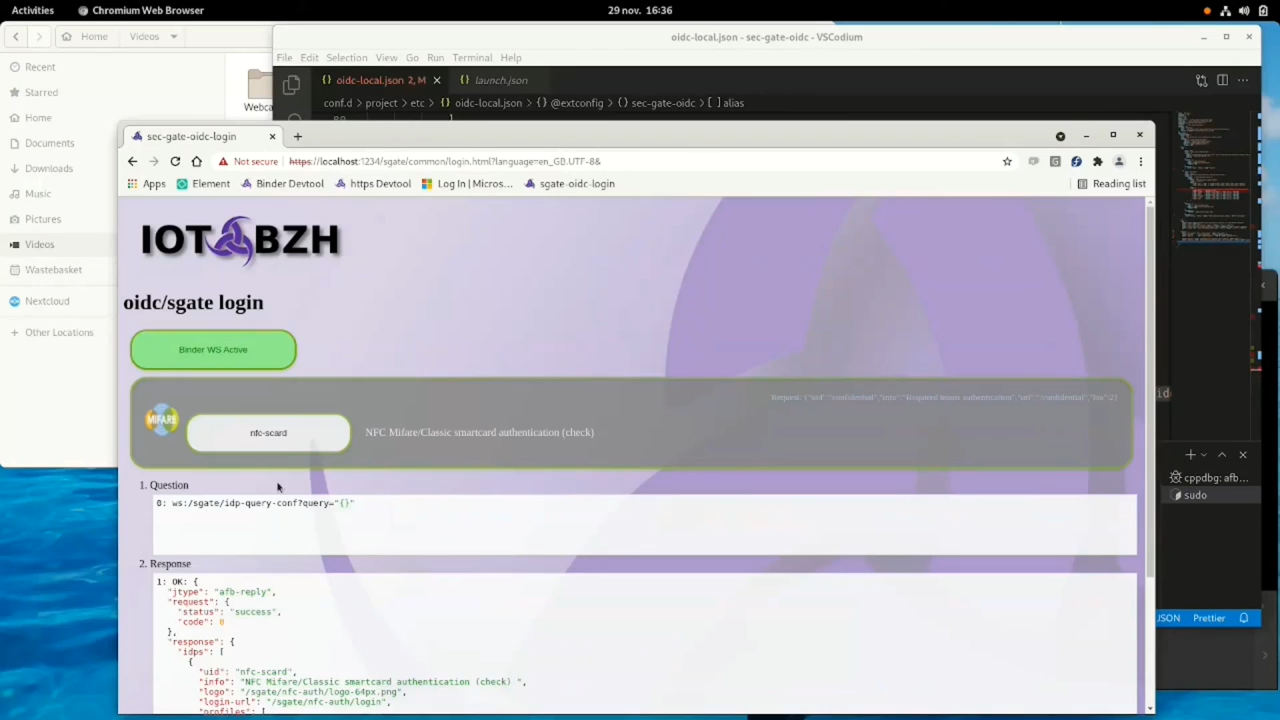 Activities
Chromium Web Browser
29 nov. 16:36
Home
Videos
Recent
Starred
Home
Documents
Downloads
Music
Pictures
Videos
Wastebasket
Nextcloud
Other Locations
Webca
oidc-local.json - sec-gate-oidc - VSCodium
File Edit Selection View Go Run Terminal Help
{} oidc-local.json 2, M
{} launch.json
conf.d > project > etc > {} oidc-local.json > {} @extconfig > {} sec-gate-oidc > [ ] alias
sec-gate-oidc-login
Not secure
https://localhost:1234/sgate/common/login.html?language=en_GB.UTF-8&
Apps
Element
Binder Devtool
https Devtool
Log In | Micros...
sgate-oidc-login
Reading list
IOT BZH
oidc/sgate login
Binder WS Active
MIFARE
nfc-scard
NFC Mifare/Classic smartcard authentication (check)
1. Question
0: ws:/sgate/idp-query-conf?query="{}"
2. Response
1: OK: {
"jtype": "afb-reply",
"request": {
"status": "success",
"code": 0
},
"response": {
"idps": [
{
"uid": "nfc-scard",
"info": "NFC Mifare/Classic smartcard authentication (check) ",
"logo": "/sgate/nfc-auth/logo-64px.png",
"login-url": "/sgate/nfc-auth/login",
"profiles": [
cppdbg: afb...
sudo
JSON
Prettier